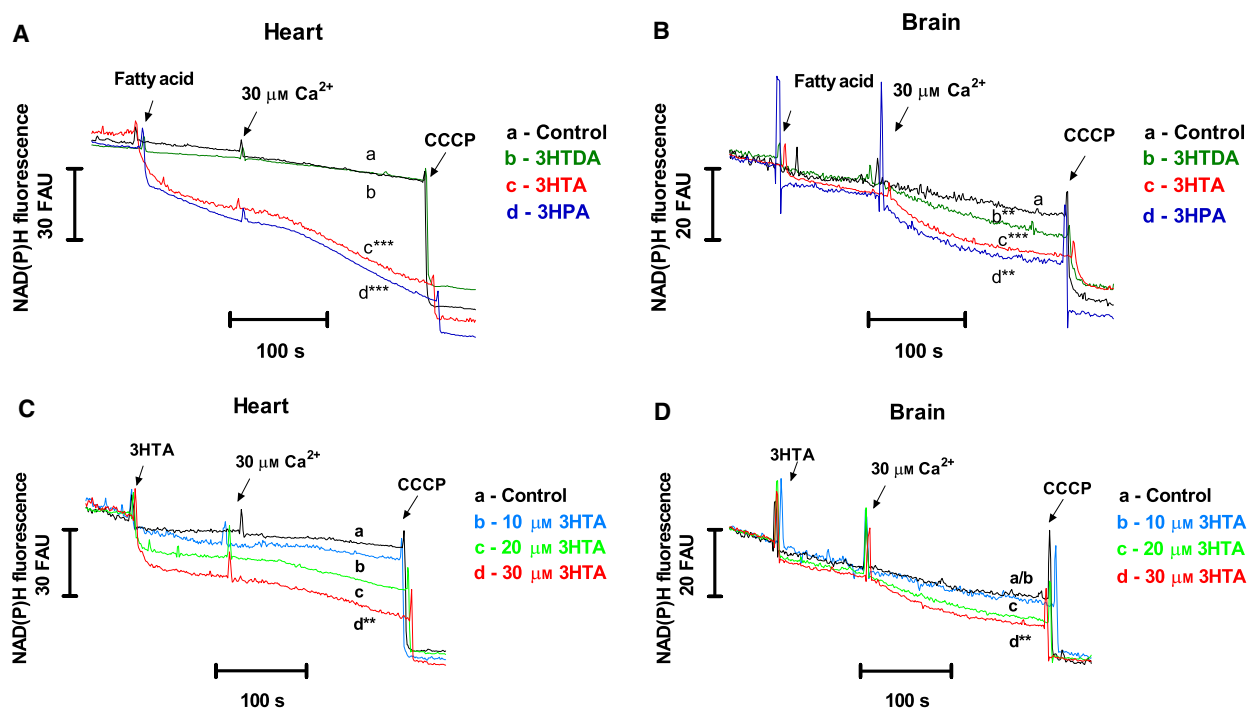 A
Heart
Fatty acid
30 μM Ca2+
CCCP
NAD(P)H fluorescence
30 FAU
a
b
c***
d***
100 s
a - Control
b - 3HTDA
c - 3HTA
d - 3HPA
B
Brain
Fatty acid
30 μM Ca2+
CCCP
NAD(P)H fluorescence
20 FAU
a
b**
c***
d**
100 s
a - Control
b - 3HTDA
c - 3HTA
d - 3HPA
C
Heart
3HTA
30 μM Ca2+
CCCP
NAD(P)H fluorescence
30 FAU
a
b
c
d**
100 s
a - Control
b - 10 μM 3HTA
c - 20 μM 3HTA
d - 30 μM 3HTA
D
Brain
3HTA
30 μM Ca2+
CCCP
NAD(P)H fluorescence
20 FAU
a/b
c
d**
100 s
a - Control
b - 10 μM 3HTA
c - 20 μM 3HTA
d - 30 μM 3HTA